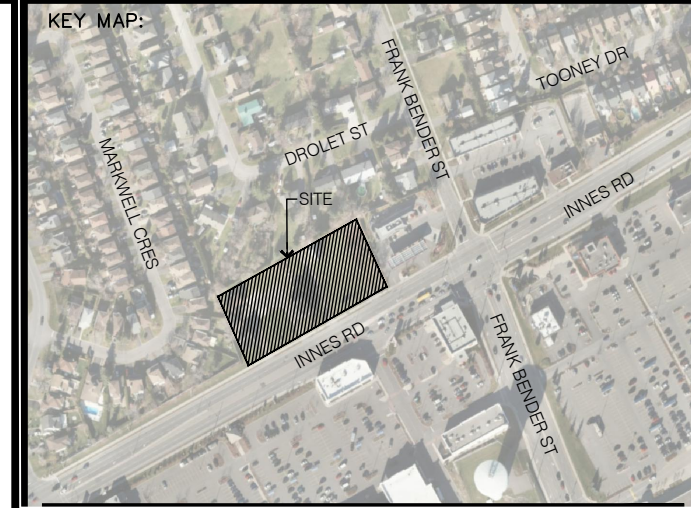 KEY MAP:
FRANK BENDER ST
TOONEY DR
MARKWELL CRES
DROLET ST
SITE
INNES RD
INNES RD
FRANK BENDER ST